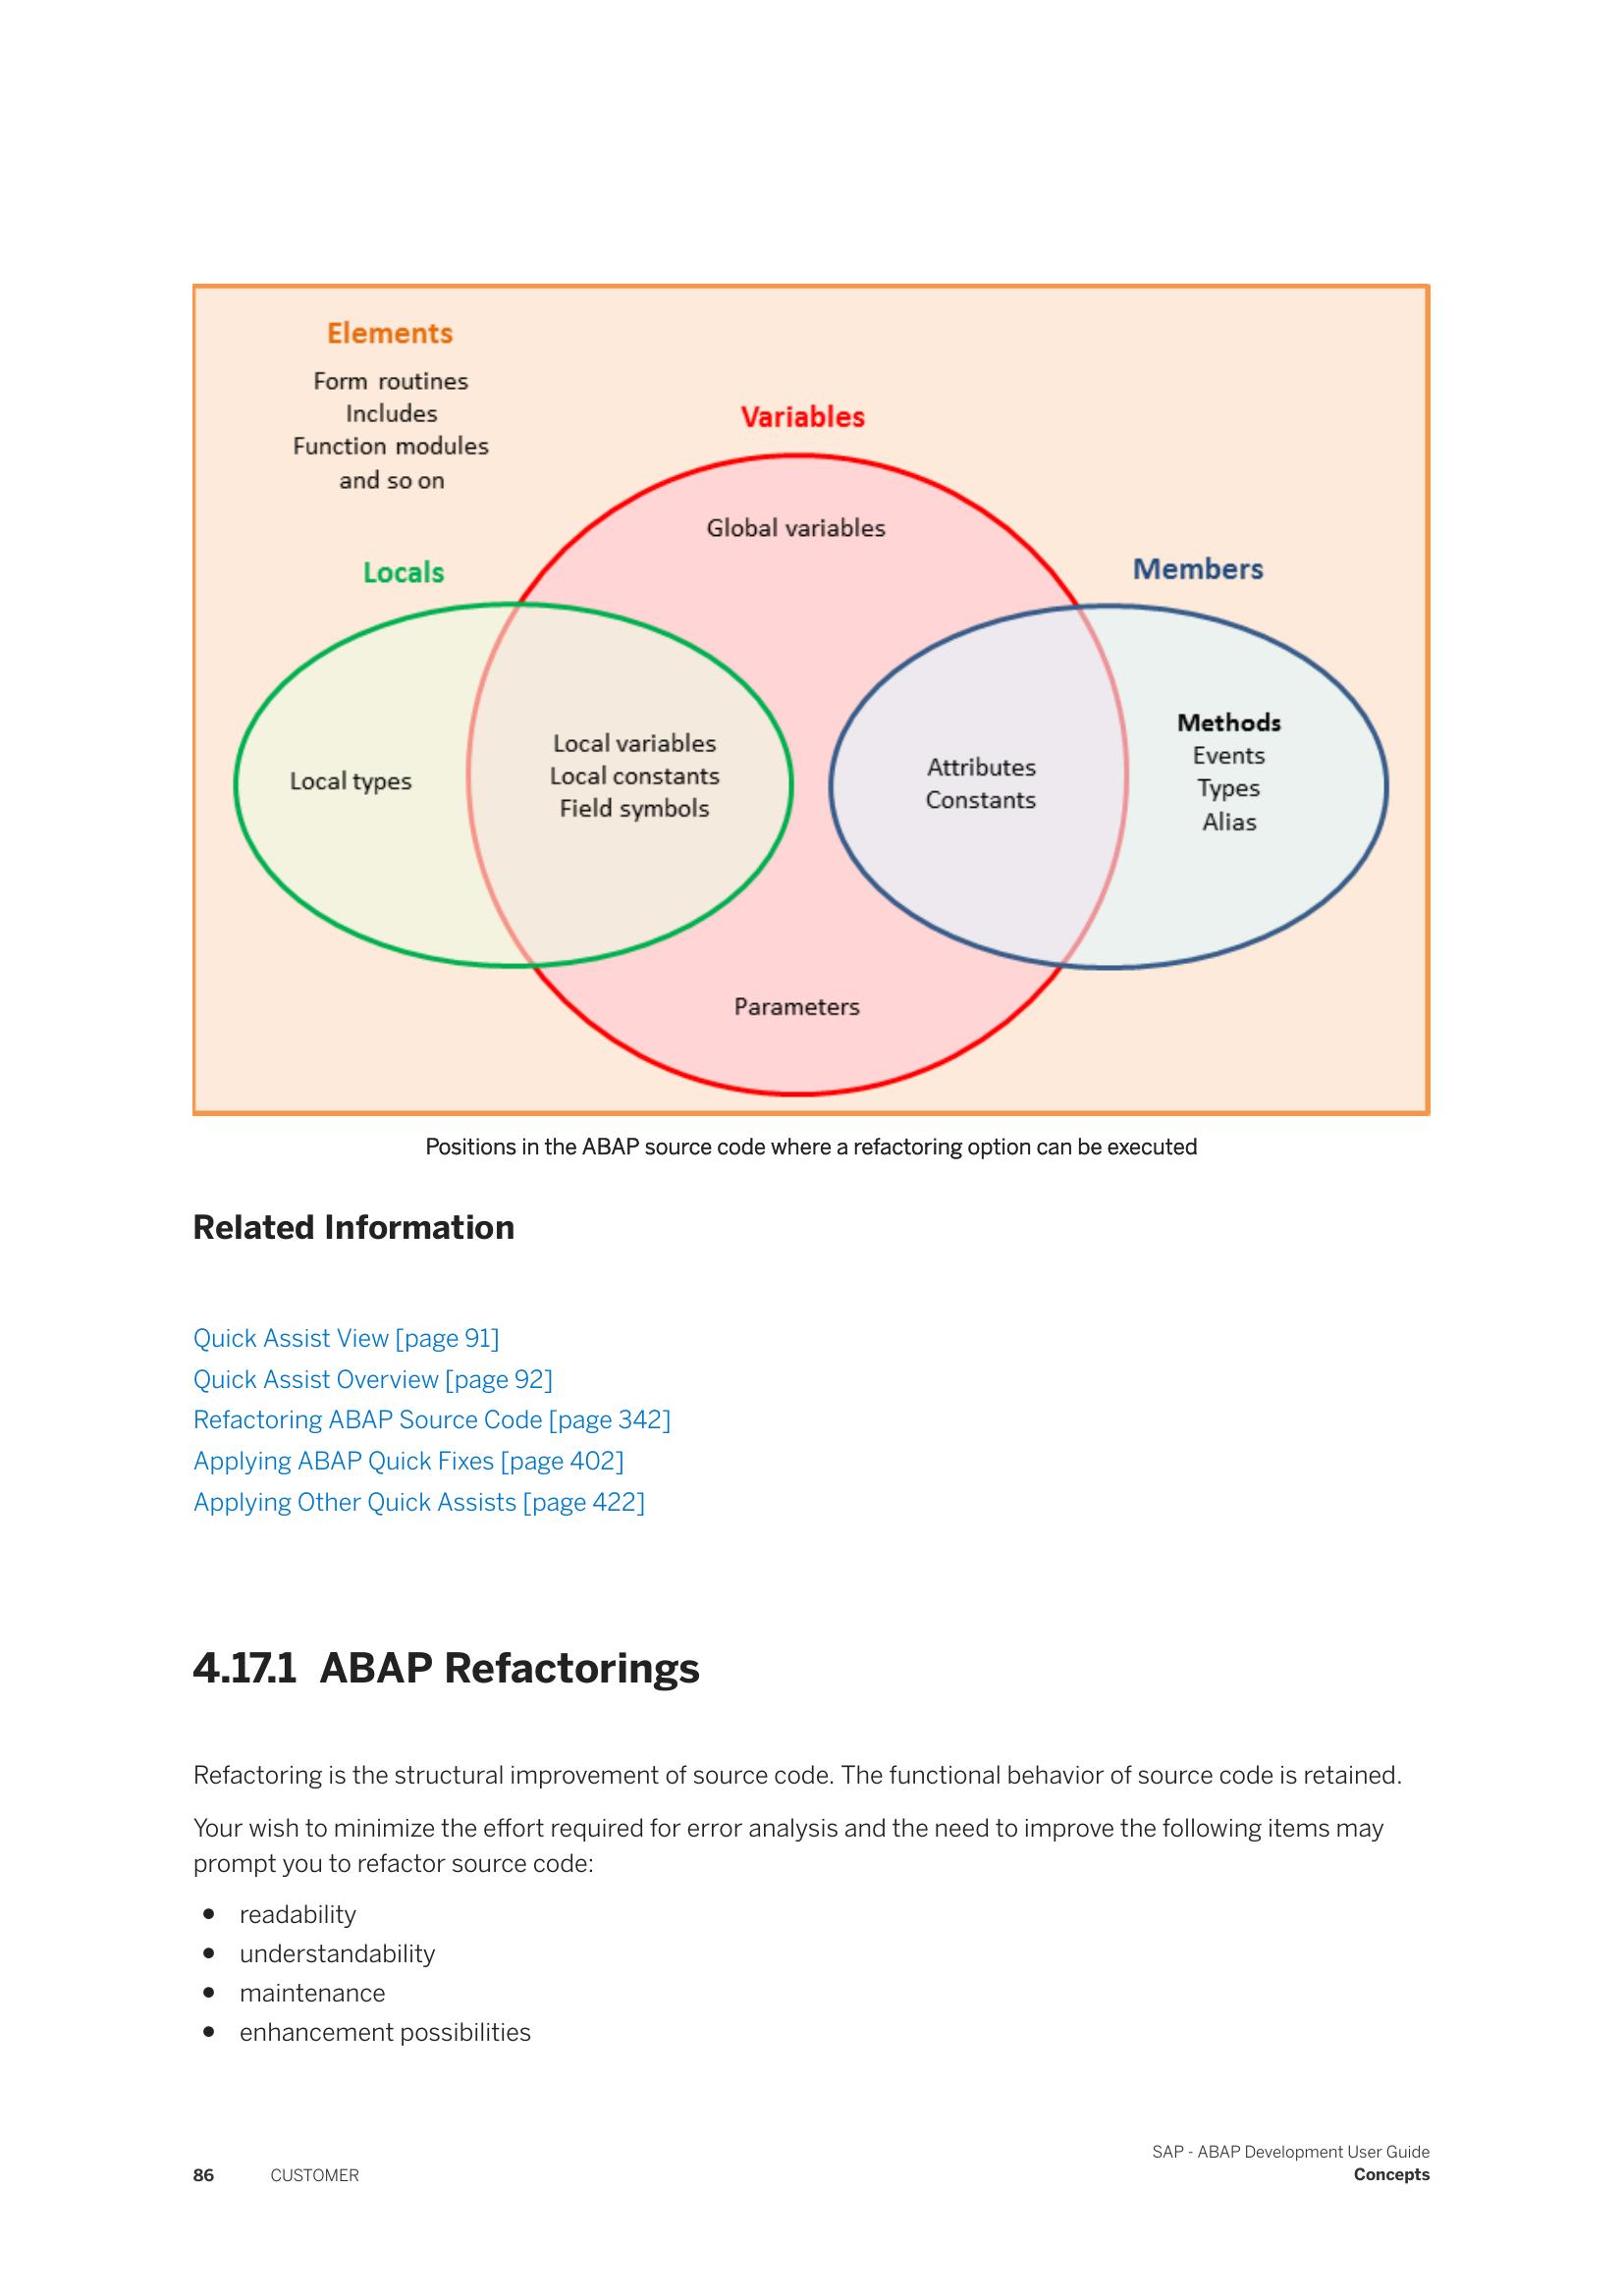 Elements
Form routines
Includes
Function modules
and so on
Variables
Global variables
Locals
Members
Local types
Local variables
Local constants
Field symbols
Attributes
Constants
Methods
Events
Types
Alias
Parameters
Positions in the ABAP source code where a refactoring option can be executed
Related Information
Quick Assist View [page 91]
Quick Assist Overview [page 92]
Refactoring ABAP Source Code [page 342]
Applying ABAP Quick Fixes [page 402]
Applying Other Quick Assists [page 422]
4.17.1 ABAP Refactorings
Refactoring is the structural improvement of source code. The functional behavior of source code is retained.
Your wish to minimize the effort required for error analysis and the need to improve the following items may
prompt you to refactor source code:
• readability
• understandability
• maintenance
• enhancement possibilities
SAP - ABAP Development User Guide
86 CUSTOMER Concepts